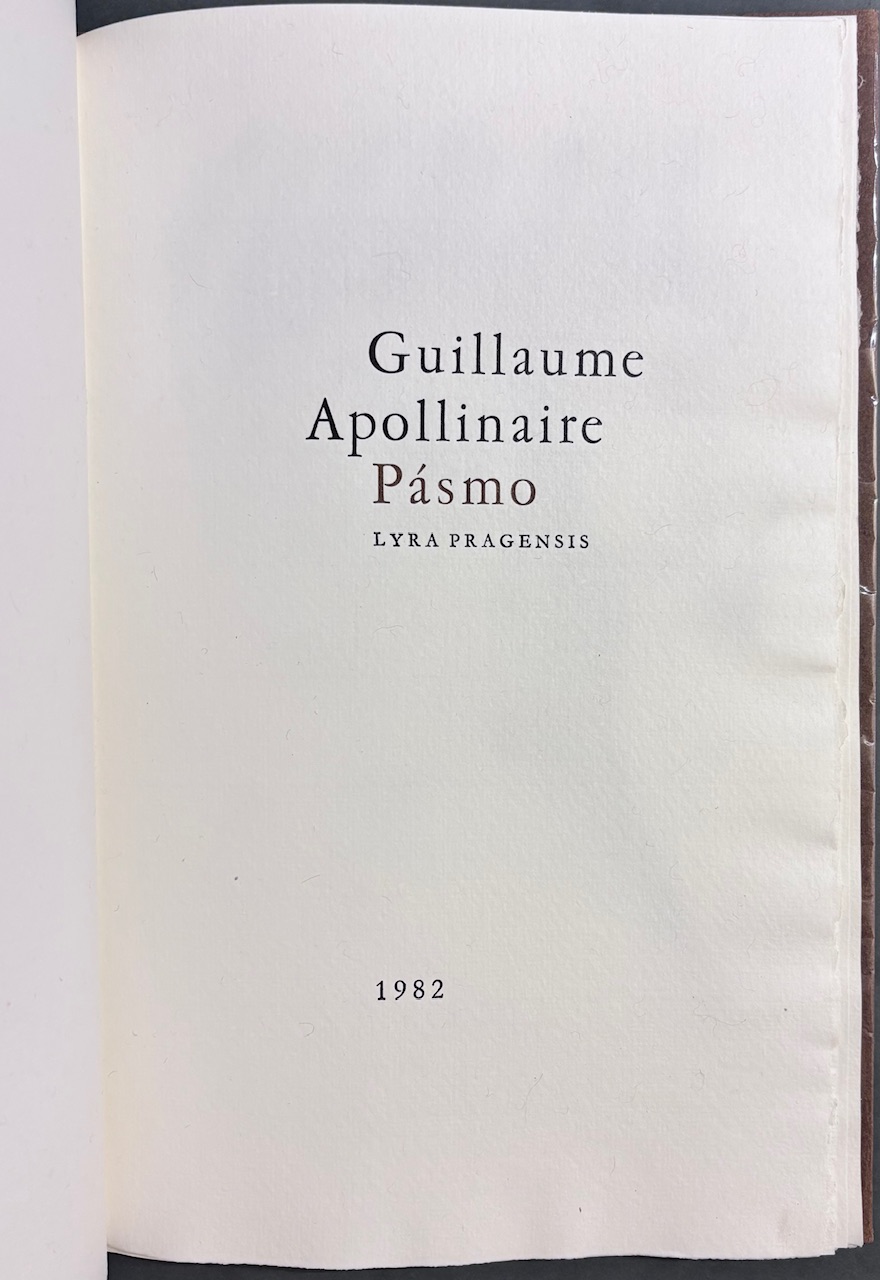 Guillaume
Apollinaire
Pásmo
LYRA PRAGENSIS
1982